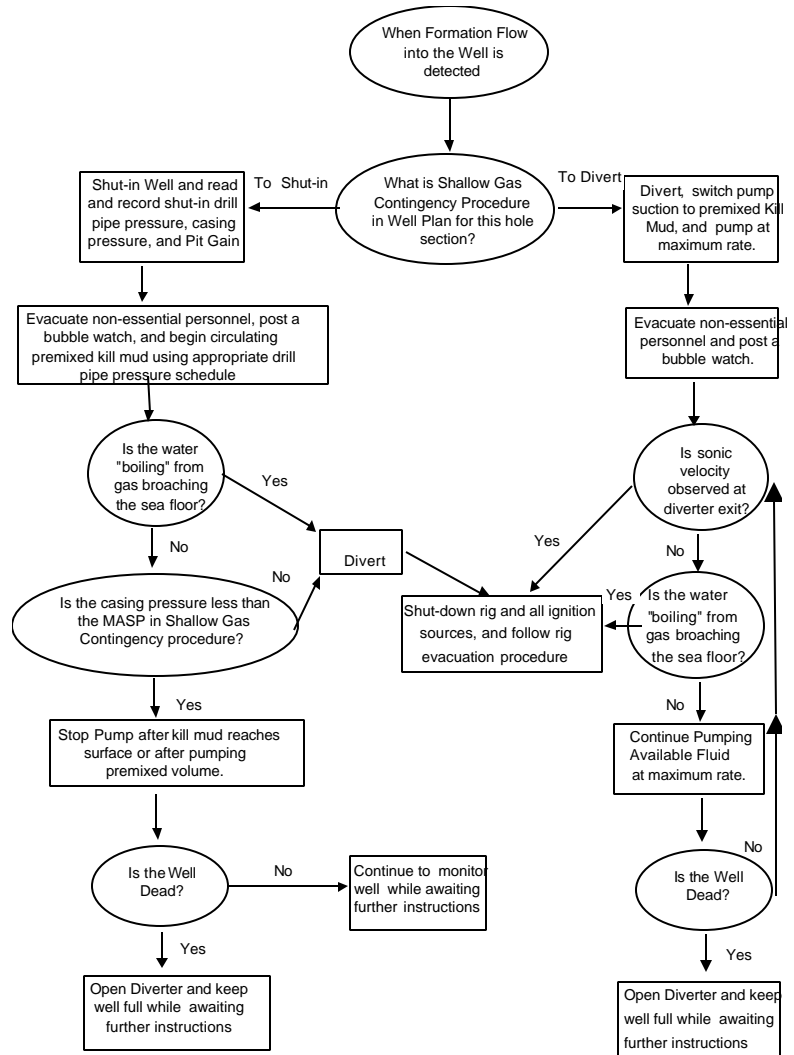 When Formation Flow
into the Well is
detected
What is Shallow Gas
Contingency Procedure
in Well Plan for this hole
section?
To Shut-in
To Divert
Shut-in Well and read
and record shut-in drill
pipe pressure, casing
pressure, and Pit Gain
Divert, switch pump
suction to premixed Kill
Mud, and pump at
maximum rate.
Evacuate non-essential personnel, post a
bubble watch, and begin circulating
premixed kill mud using appropriate drill
pipe pressure schedule
Evacuate non-essential
personnel and post a
bubble watch.
Is the water
"boiling" from
gas broaching
the sea floor?
Yes
No
Is sonic
velocity
observed at
diverter exit?
Yes
No
Divert
No
Is the casing pressure less than
the MASP in Shallow Gas
Contingency procedure?
Yes
Shut-down rig and all ignition
sources, and follow rig
evacuation procedure
Yes
Is the water
"boiling" from
gas broaching
the sea floor?
No
Stop Pump after kill mud reaches
surface or after pumping
premixed volume.
Continue Pumping
Available Fluid
at maximum rate.
Is the Well
Dead?
No
Continue to monitor
well while awaiting
further instructions
Yes
Is the Well
Dead?
No
Yes
Open Diverter and keep
well full while awaiting
further instructions
Open Diverter and keep
well full while awaiting
further instructions